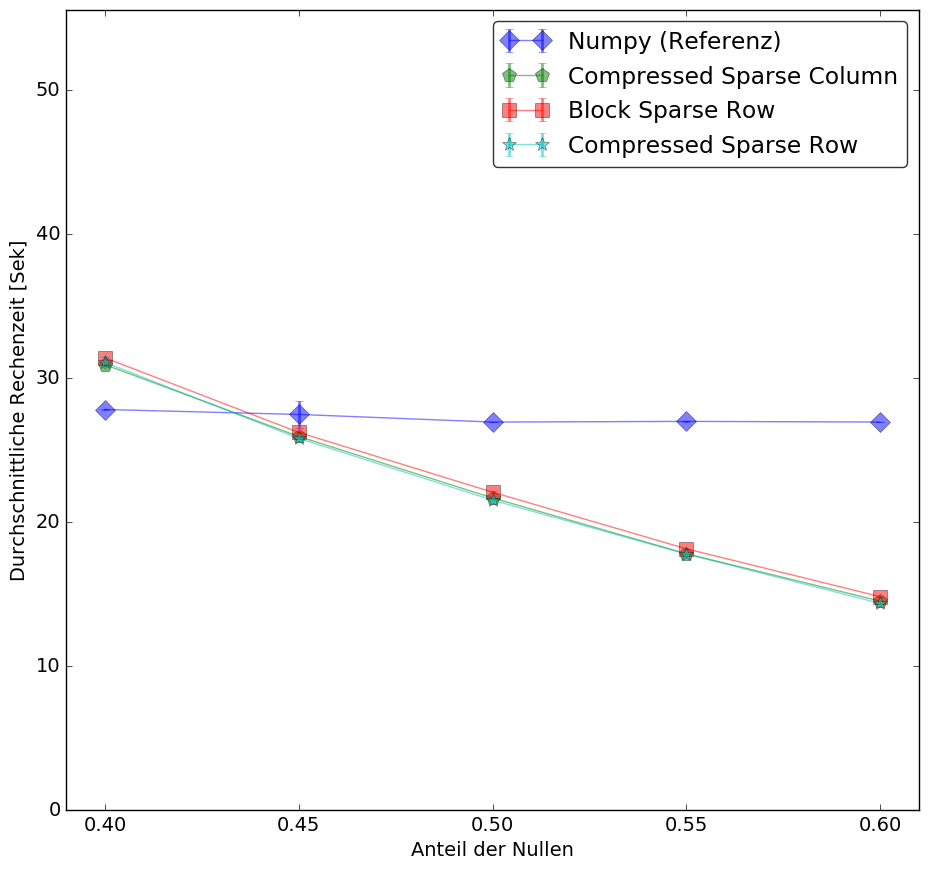 Numpy (Referenz)
Compressed Sparse Column
Block Sparse Row
Compressed Sparse Row
Durchschnittliche Rechenzeit [Sek]
50
40
30
20
10
0
0.40 0.45 0.50 0.55 0.60
Anteil der Nullen